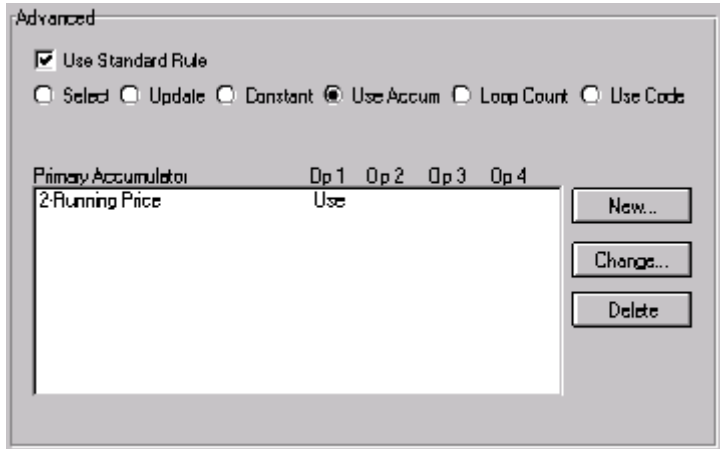 Advanced
Use Standard Rule
Select Update Constant Use Accum Loop Count Use Code
Primary Accumulator Op 1 Op 2 Op 3 Op 4
2-Running Price Use
New...
Change...
Delete